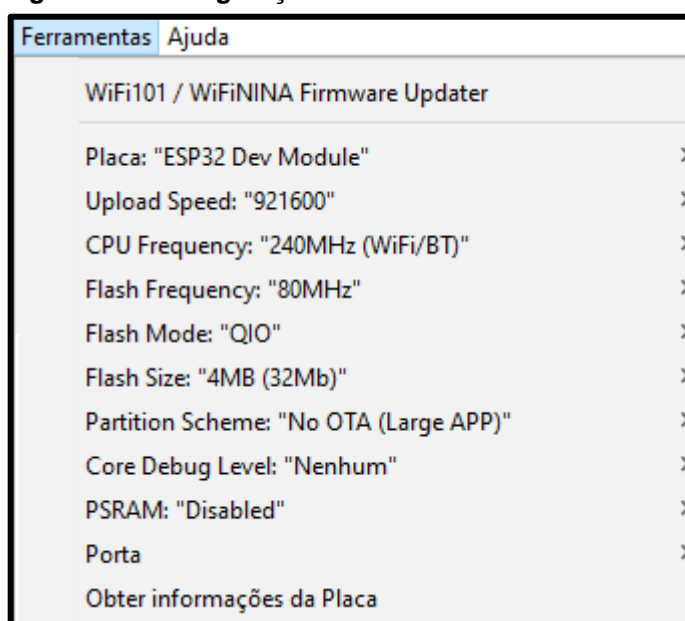 Ferramentas Ajuda
WiFi101 / WiFiNINA Firmware Updater
Placa: "ESP32 Dev Module"
Upload Speed: "921600"
CPU Frequency: "240MHz (WiFi/BT)"
Flash Frequency: "80MHz"
Flash Mode: "QIO"
Flash Size: "4MB (32Mb)"
Partition Scheme: "No OTA (Large APP)"
Core Debug Level: "Nenhum"
PSRAM: "Disabled"
Porta
Obter informações da Placa